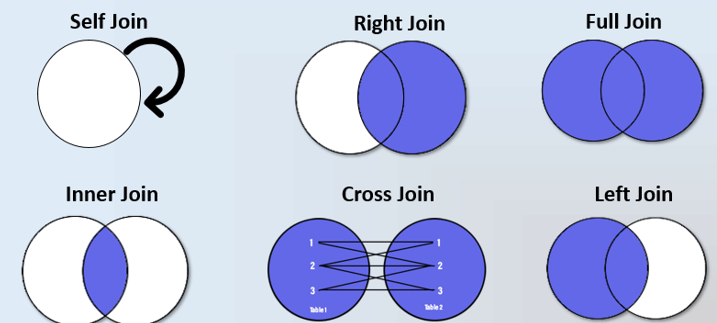 Self Join
Right Join
Full Join
Inner Join
Cross Join
Left Join
1 1
2 2
3 3
Table 1 Table 2